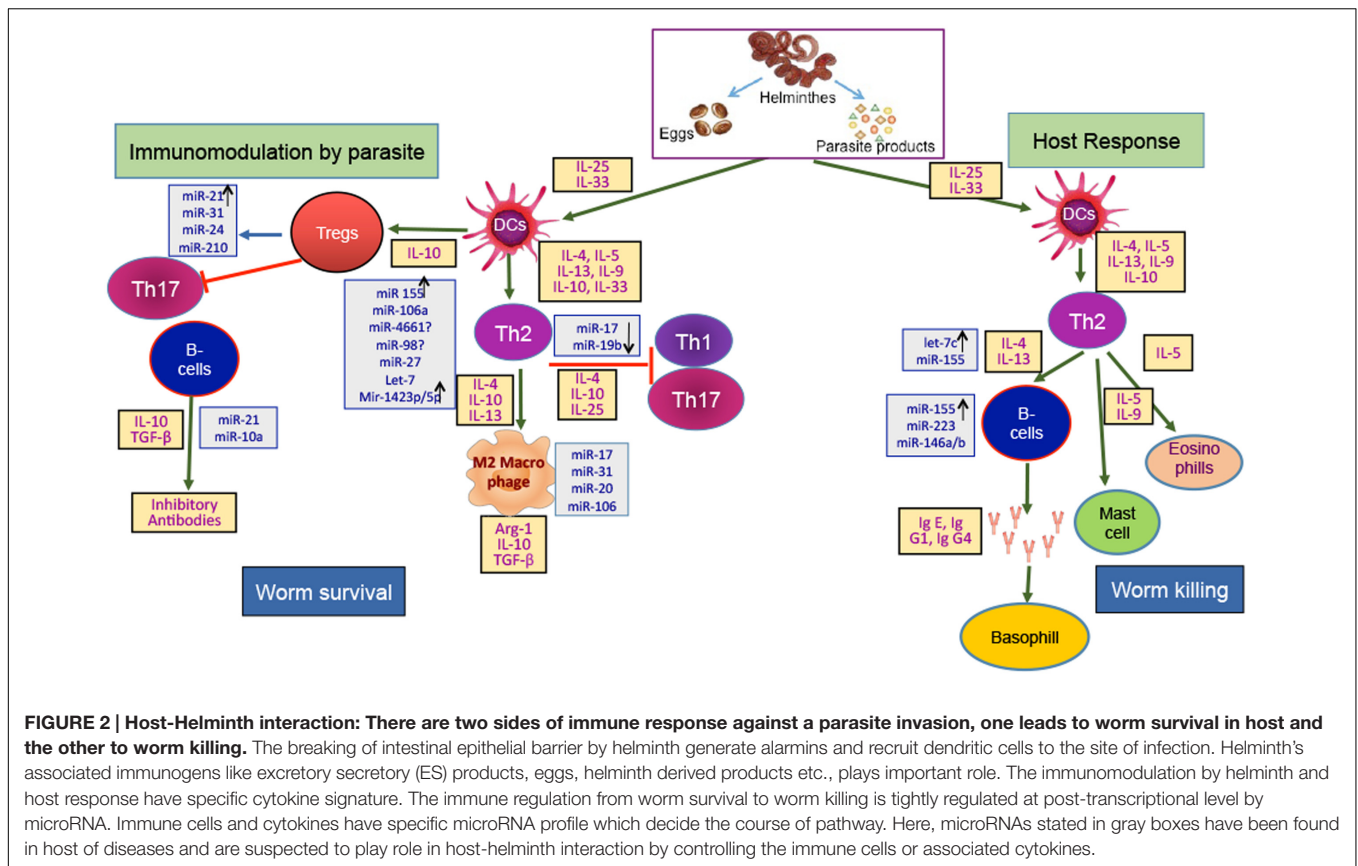 Helminthes
Eggs
Parasite products
Immunomodulation by parasite
Host Response
IL-25
IL-33
IL-25
IL-33
miR-21
miR-31
miR-24
miR-210
Tregs
DCs
DCs
IL-10
IL-4, IL-5
IL-13, IL-9
IL-10, IL-33
IL-4, IL-5
IL-13, IL-9
IL-10
Th17
miR 155
miR-106a
miR-4661?
miR-98?
miR-27
Let-7
Mir-1423p/5p
Th2
miR-17
miR-19b
Th1
Th17
Th2
let-7c
miR-155
IL-4
IL-13
IL-5
B-
cells
IL-4
IL-10
IL-13
IL-4
IL-10
IL-25
IL-5
IL-9
miR-155
miR-223
miR-146a/b
B-
cells
Eosino
phills
IL-10
TGF-β
miR-21
miR-10a
M2 Macro
phage
miR-17
miR-31
miR-20
miR-106
Inhibitory
Antibodies
Arg-1
IL-10
TGF-β
Ig E, Ig
G1, Ig G4
Mast
cell
Worm survival
Worm killing
Basophill
FIGURE 2 | Host-Helminth interaction: There are two sides of immune response against a parasite invasion, one leads to worm survival in host and
the other to worm killing. The breaking of intestinal epithelial barrier by helminth generate alarmins and recruit dendritic cells to the site of infection. Helminth's
associated immunogens like excretory secretory (ES) products, eggs, helminth derived products etc., plays important role. The immunomodulation by helminth and
host response have specific cytokine signature. The immune regulation from worm survival to worm killing is tightly regulated at post-transcriptional level by
microRNA. Immune cells and cytokines have specific microRNA profile which decide the course of pathway. Here, microRNAs stated in gray boxes have been found
in host of diseases and are suspected to play role in host-helminth interaction by controlling the immune cells or associated cytokines.